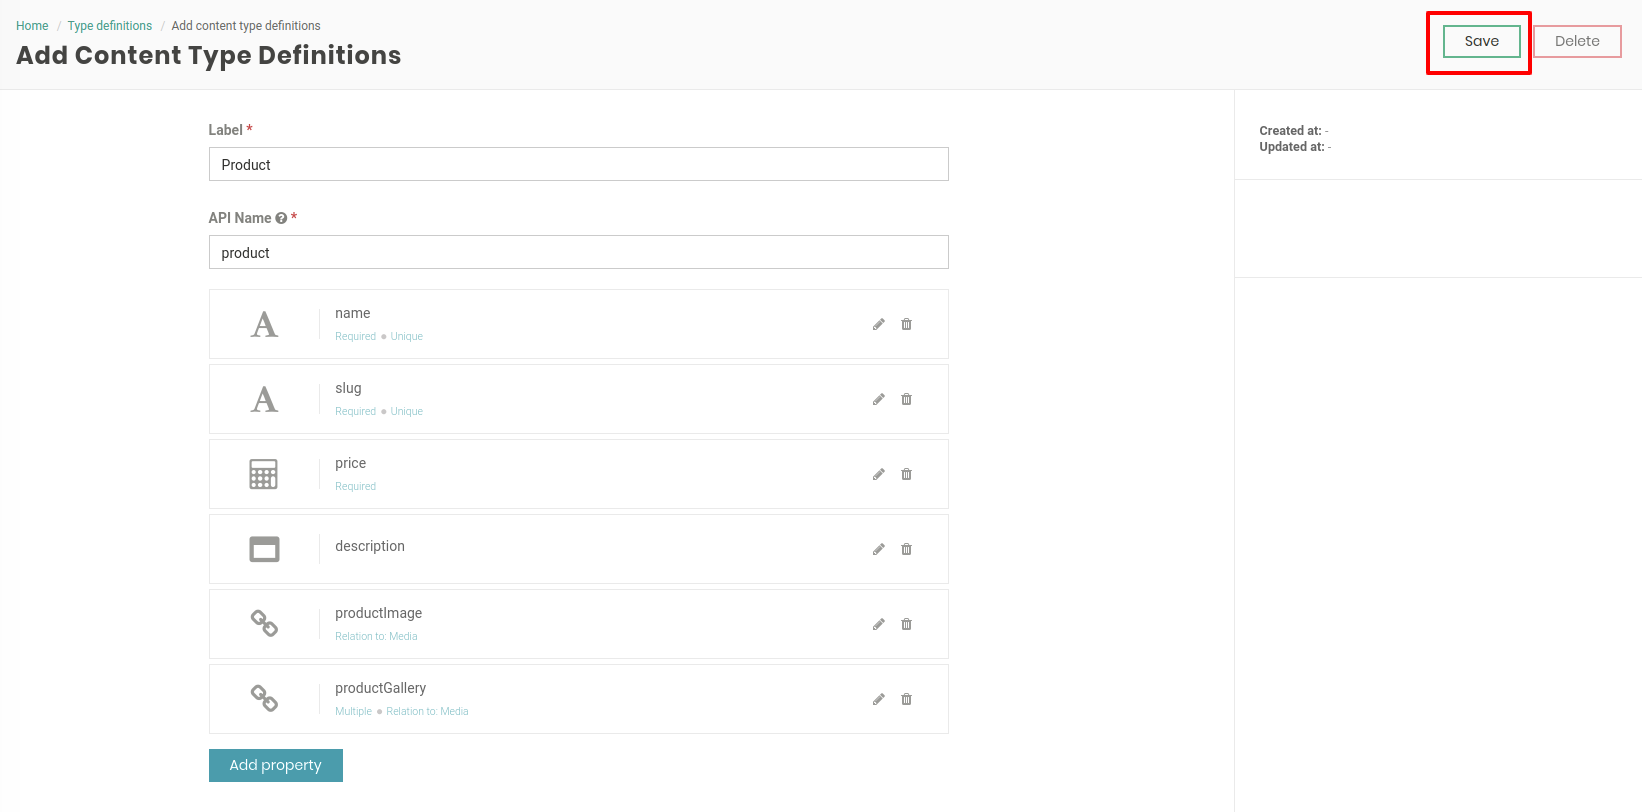 Home / Type definitions / Add content type definitions
Add Content Type Definitions
Save
Delete
Label *
Product
API Name ? *
product
name
Required • Unique
slug
Required • Unique
price
Required
description
productImage
Relation to: Media
productGallery
Multiple • Relation to: Media
Add property
Created at: -
Updated at: -